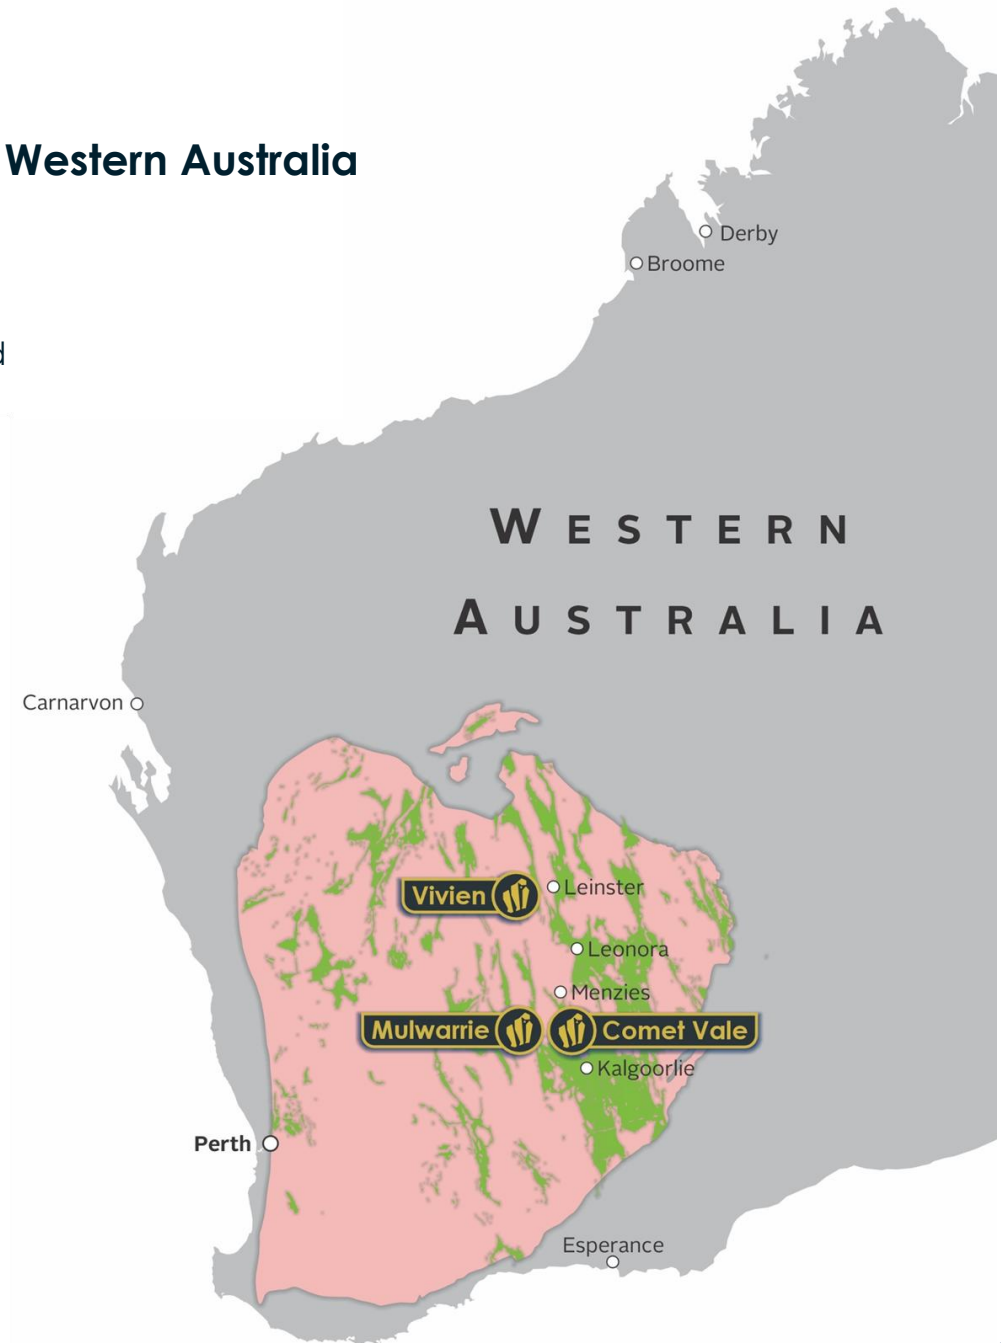 Western Australia
Derby
Broome
d
WESTERN
AUSTRALIA
Carnarvon
Vivien
Leinster
Leonora
Menzies
Mulwarrie
Comet Vale
Kalgoorlie
Perth
Esperance